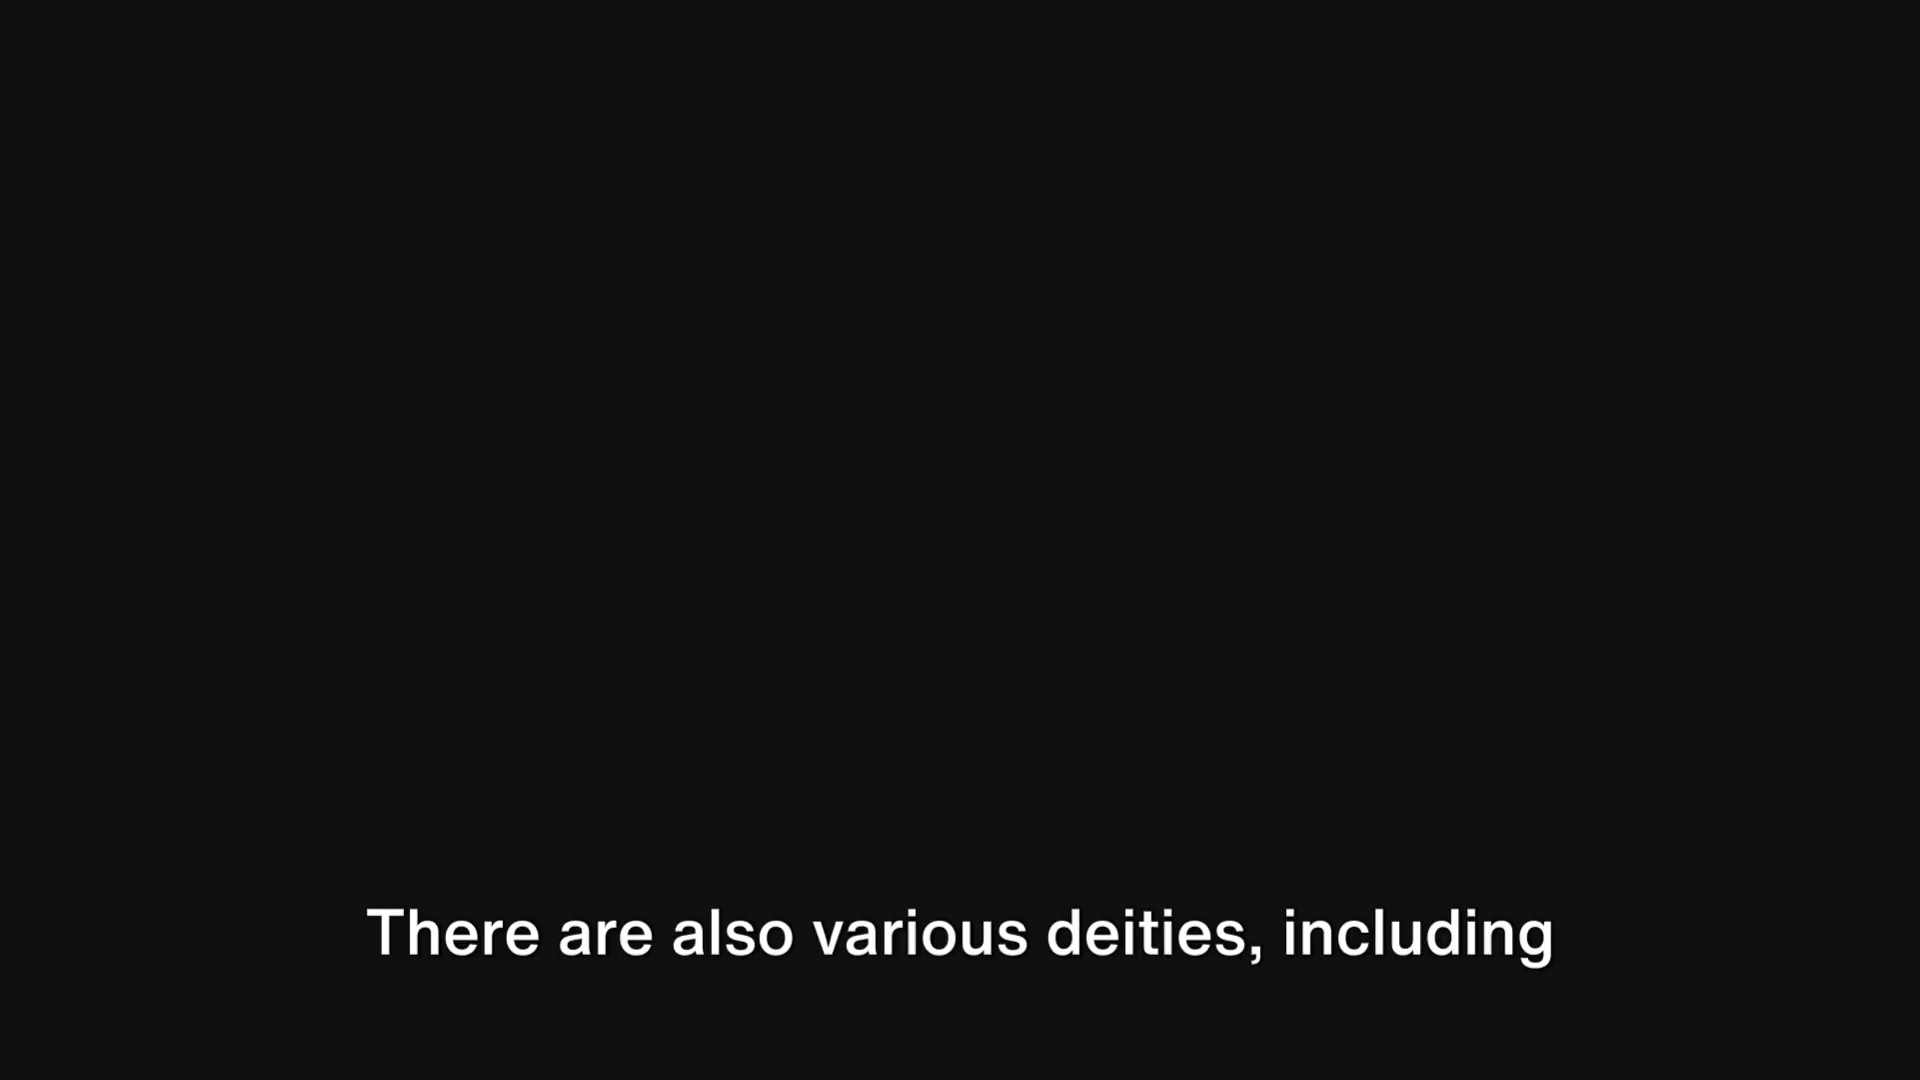 There are also various deities, including